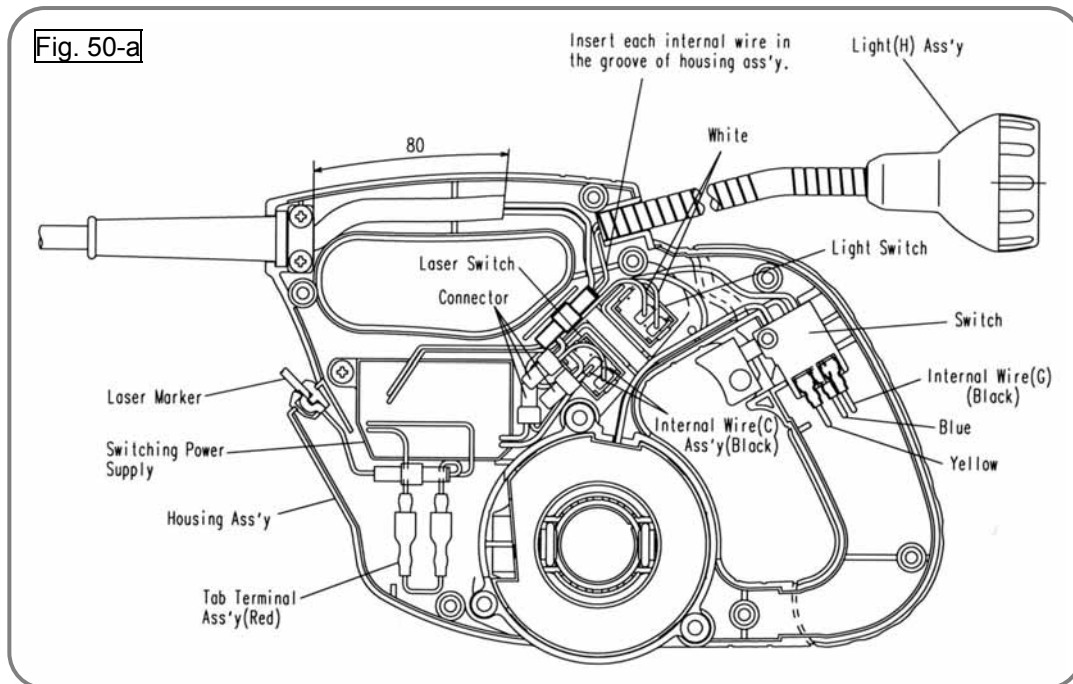 Fig. 50-a
Insert each internal wire in
the groove of housing ass'y.
Light(H) Ass'y
80
White
Light Switch
Laser Switch
Connector
Switch
Laser Marker
Internal Wire(G)
(Black)
Internal Wire(C)
Ass'y(Black)
Blue
Switching Power
Supply
Yellow
Housing Ass'y
Tab Terminal
Ass'y(Red)